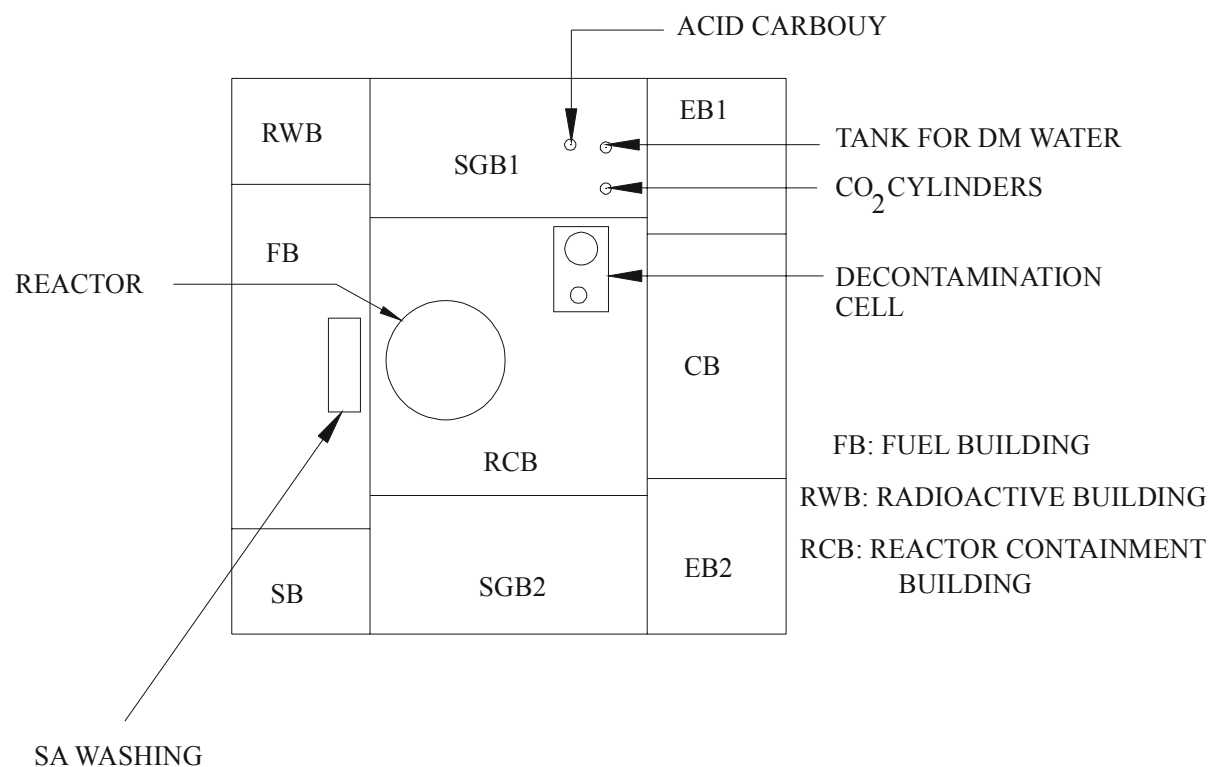 ACID CARBOUY
EB1
RWB
TANK FOR DM WATER
SGB1
CO2 CYLINDERS
FB
REACTOR
DECONTAMINATION
CELL
CB
FB: FUEL BUILDING
RCB
RWB: RADIOACTIVE BUILDING
RCB: REACTOR CONTAINMENT
BUILDING
EB2
SGB2
SB
SA WASHING